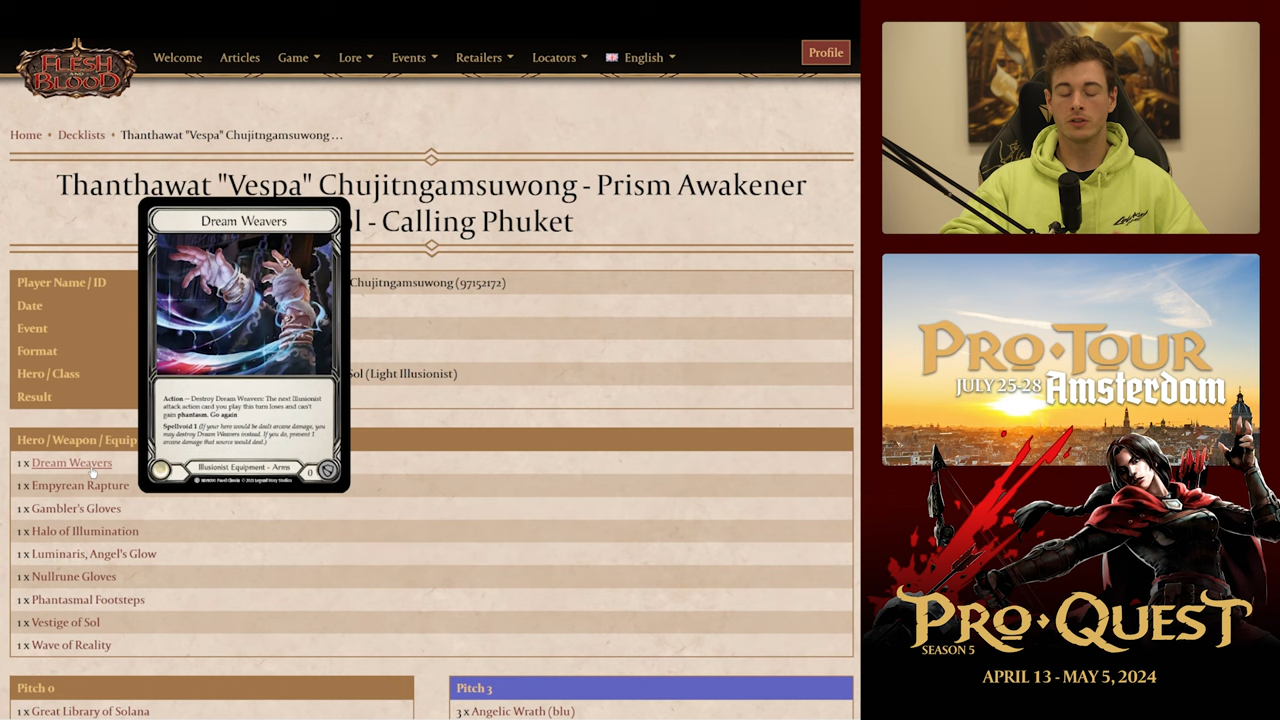 FLESH
AND
BLOOD
Welcome
Articles
Game
Lore
Events
Retailers
Locators
English
Profile
Home
Decklists
Thanthawat "Vespa" Chujitngamsuwong ...
Thanthawat "Vespa" Chujitngamsuwong - Prism Awakener
l - Calling Phuket
Player Name / ID
Chujitngamsuwong (97152172)
Date
Event
Format
Hero / Class
Sol (Light Illusionist)
Result
Dream Weavers
Action – Destroy Dream Weavers: The next Illusionist
attack action card you play this turn loses and can't
gain phantasm. Go again
Spellvoid 1 (If your hero would be dealt arcane damage, you
may destroy Dream Weavers instead. If you do, prevent 1
arcane damage that source would deal.)
Illusionist Equipment - Arms
0
Hero / Weapon / Equip
1 x Dream Weavers
1 x Empyrean Rapture
1 x Gambler's Gloves
1 x Halo of Illumination
1 x Luminaris, Angel's Glow
1 x Nullrune Gloves
1 x Phantasmal Footsteps
1 x Vestige of Sol
1 x Wave of Reality
Pitch 0
1 x Great Library of Solana
Pitch 3
3 x Angelic Wrath (blu)
PRO TOUR
JULY 25-28 Amsterdam
PRO QUEST
SEASON 5
APRIL 13 - MAY 5, 2024